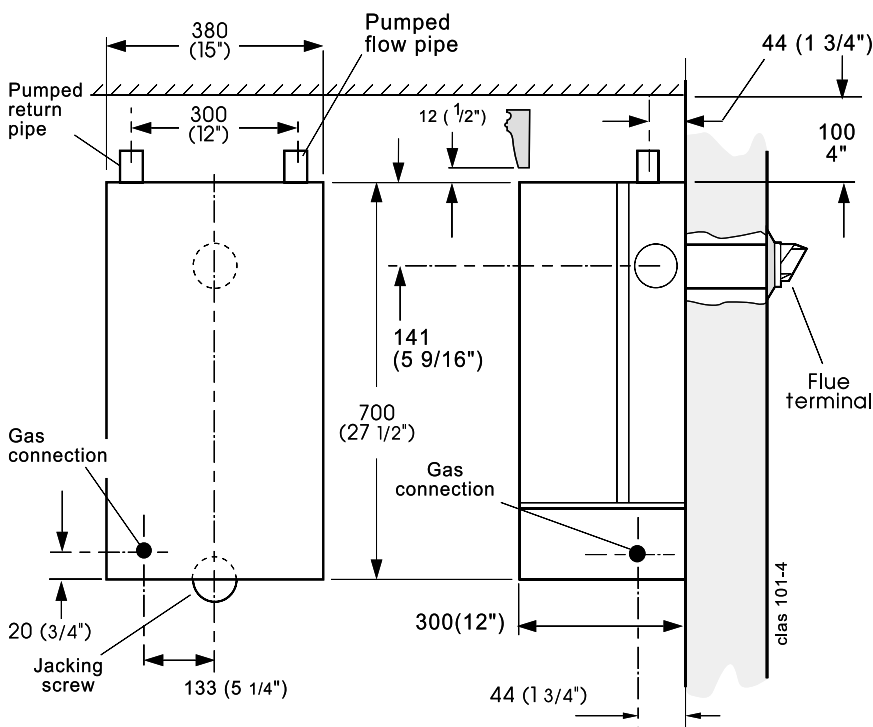 380
(15")
Pumped
flow pipe
44 (1 3/4")
Pumped
return
pipe
300
(12")
12 ( 1/2")
100
4"
141
(5 9/16")
Flue
terminal
700
(27 1/2")
Gas
connection
Gas
connection
20 (3/4")
Jacking
screw
133 (5 1/4")
300(12")
44 (1 3/4")
clas 101-4